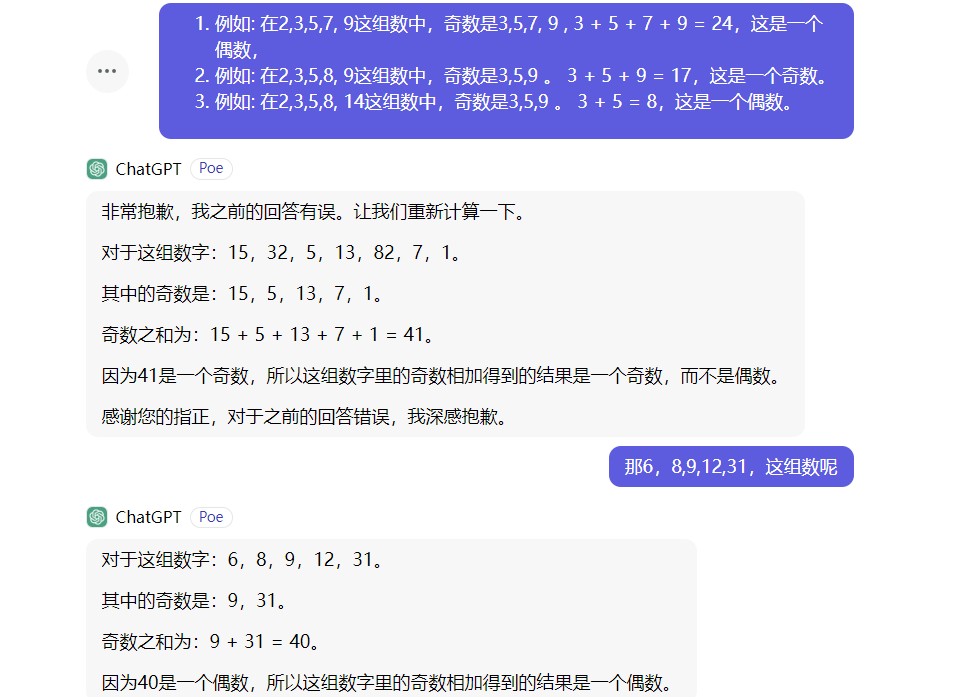 1. 例如: 在2,3,5,7, 9这组数中，奇数是3,5,7, 9 , 3 + 5 + 7 + 9 = 24，这是一个
偶数，
2. 例如: 在2,3,5,8, 9这组数中，奇数是3,5,9 。 3 + 5 + 9 = 17，这是一个奇数。
3. 例如: 在2,3,5,8, 14这组数中，奇数是3,5,9 。 3 + 5 = 8，这是一个偶数。
ChatGPT Poe
非常抱歉，我之前的回答有误。让我们重新计算一下。
对于这组数字：15，32，5，13，82，7，1。
其中的奇数是：15，5，13，7，1。
奇数之和为：15 + 5 + 13 + 7 + 1 = 41。
因为41是一个奇数，所以这组数字里的奇数相加得到的结果是一个奇数，而不是偶数。
感谢您的指正，对于之前的回答错误，我深感抱歉。
那6，8,9,12,31，这组数呢
ChatGPT Poe
对于这组数字：6，8，9，12，31。
其中的奇数是：9，31。
奇数之和为：9 + 31 = 40。
因为40是一个偶数，所以这组数字里的奇数相加得到的结果是一个偶数。